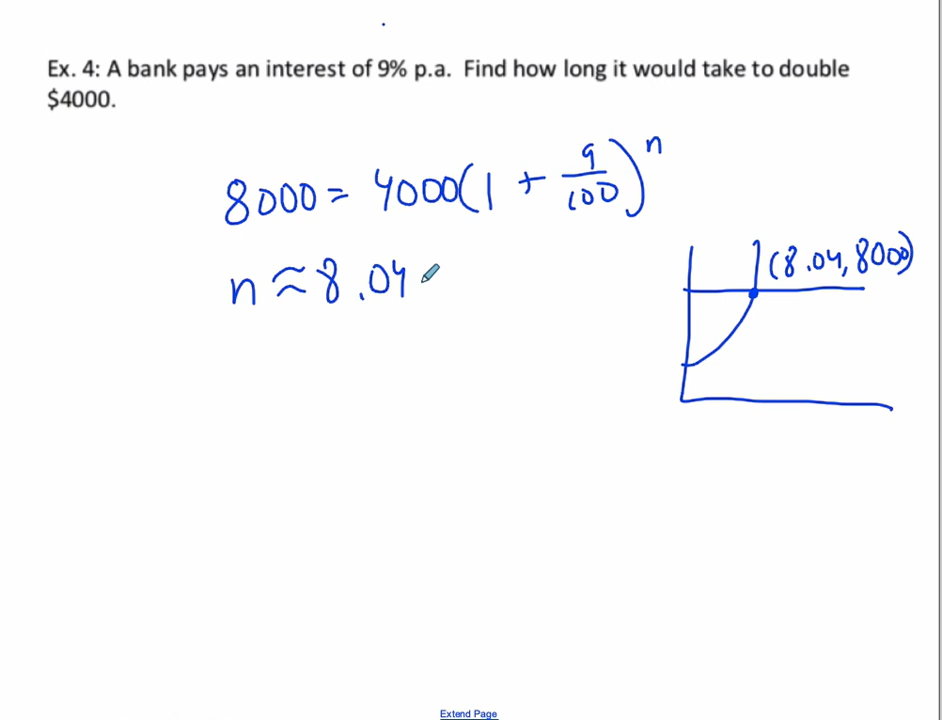 Ex. 4: A bank pays an interest of 9% p.a.  Find how long it would take to double
$4000.
8000 = 4000(1 + 9/100)^n
n ≈ 8.04
(8.04, 8000)
Extend Page